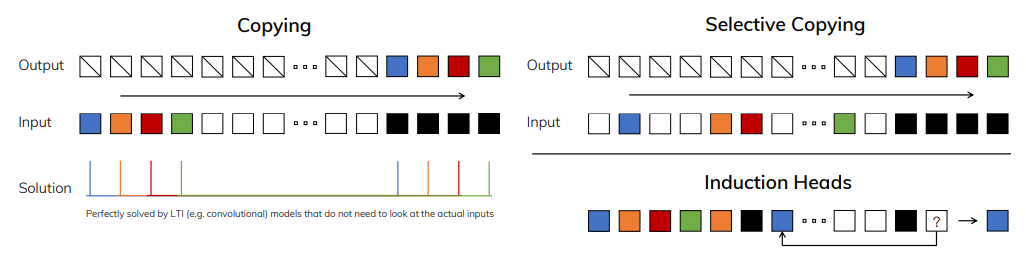 Copying
Output
Input
Solution
Perfectly solved by LTI (e.g. convolutional) models that do not need to look at the actual inputs
Selective Copying
Output
Input
Induction Heads
?